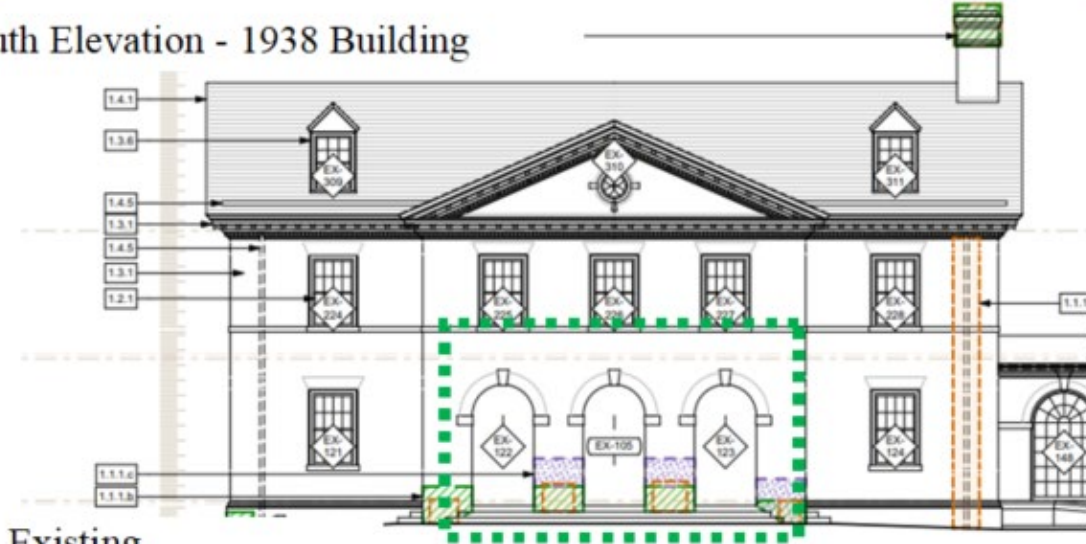 uth Elevation - 1938 Building
1.4.1
1.3.6
EX-
309
EX-
310
EX-
311
1.4.5
1.3.1
1.4.5
1.3.1
1.2.1
EX-
224
EX-
225
EX-
226
EX-
227
EX-
228
1.1.1
EX-
121
EX-
122
EX-105
EX-
123
EX-
124
EX-
148
1.1.1.c
1.1.1.b
Existing